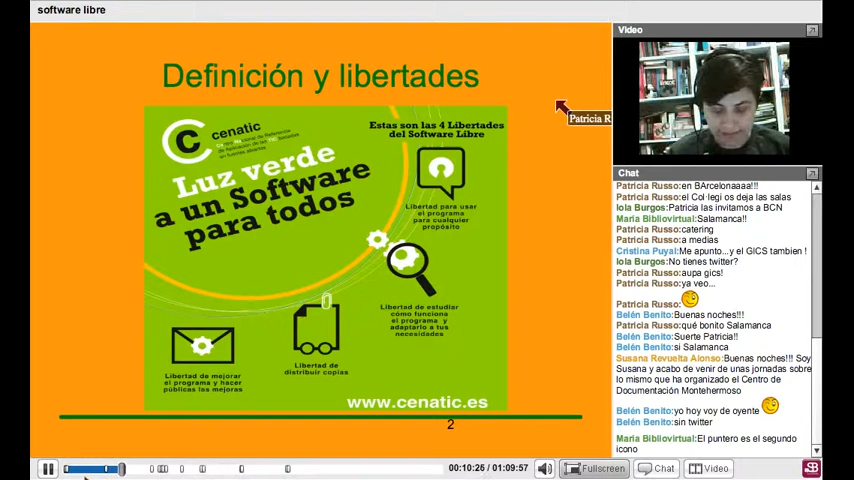 software libre
Definición y libertades
cenatic
Luz verde
a un Software
para todos
Estas son las 4 Libertades
del Software Libre
Libertad para usar
el programa
para cualquier
propósito
Libertad de estudiar
cómo funciona
el programa y
adaptarlo a tus
necesidades
Libertad de
distribuir copias
Libertad de mejorar
el programa y hacer
públicas las mejoras
www.cenatic.es
2
Patricia R
Video
Chat
Patricia Russo:en BArcelonaaaa!!!
Patricia Russo:el Col·legi os deja las salas
lola Burgos:Patricia las invitamos a BCN
Maria Bibliovirtual:Salamanca!!
Patricia Russo:catering
Patricia Russo:a medias
Cristina Puyal:Me apunto...y el GICS tambien !
lola Burgos:No tienes twitter?
Patricia Russo:aupa gics!
Patricia Russo:ya veo...
Patricia Russo:
Belén Benito:Buenas noches!!!
Patricia Russo:qué bonito Salamanca
Belén Benito:Suerte Patricia!!
Belén Benito:si Salamanca
Susana Revuelta Alonso:Buenas noches!!! Soy
Susana y acabo de venir de unas jornadas sobre
lo mismo que ha organizado el Centro de
Documentación Montehermoso
Belén Benito:yo hoy voy de oyente
Belén Benito:sin twitter
Maria Bibliovirtual:El puntero es el segundo
icono
00:10:26 / 01:09:57
Fullscreen
Chat
Video